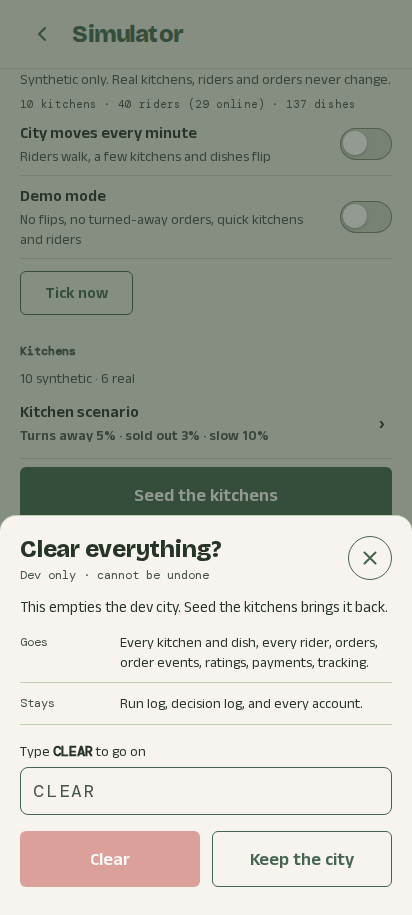 Simulator
Synthetic only. Real kitchens, riders and orders never change.
10 kitchens · 40 riders (29 online) · 137 dishes
City moves every minute
Riders walk, a few kitchens and dishes flip
Demo mode
No flips, no turned-away orders, quick kitchens
and riders
Tick now
Kitchens
10 synthetic · 6 real
Kitchen scenario
Turns away 5% · sold out 3% · slow 10%
Seed the kitchens
Clear everything?
Dev only · cannot be undone
This empties the dev city. Seed the kitchens brings it back.
Goes
Every kitchen and dish, every rider, orders,
order events, ratings, payments, tracking.
Stays
Run log, decision log, and every account.
Type CLEAR to go on
CLEAR
Clear
Keep the city